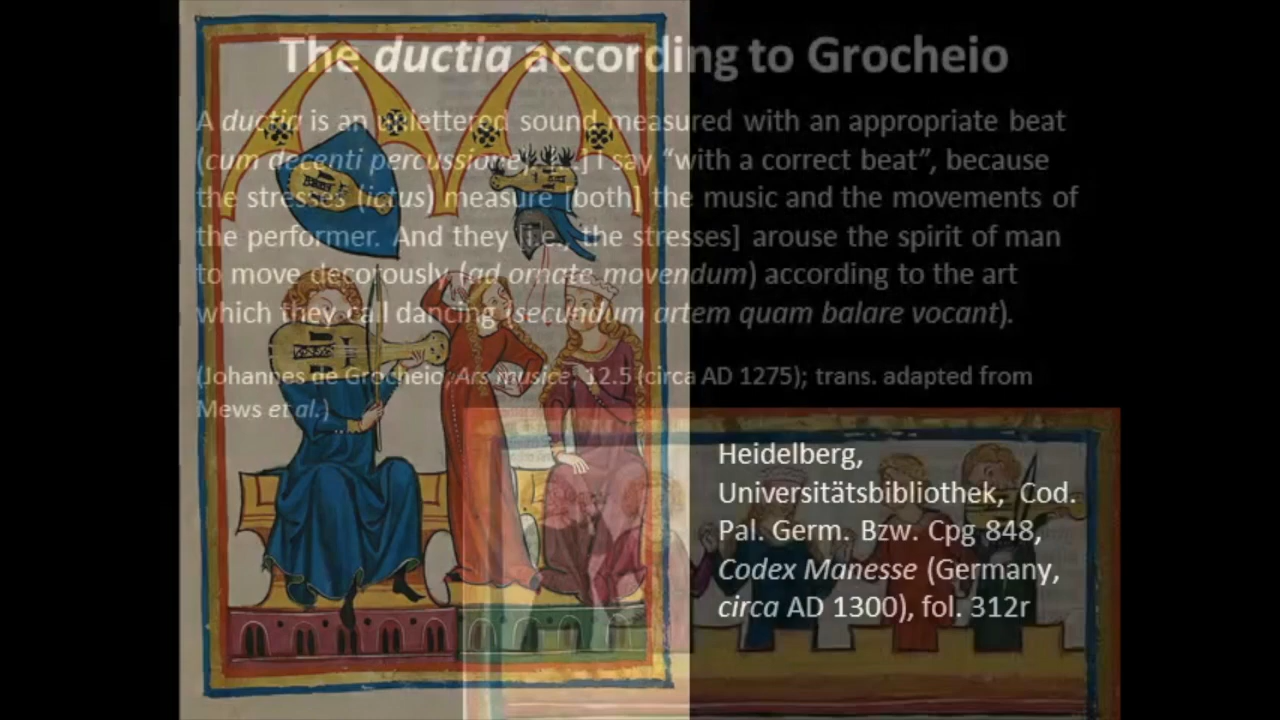 The ductia according to Grocheio
A ductia is an unlettered sound measured with an appropriate beat
(cum decenti percussione). [...] I say “with a correct beat”, because
the stresses (ictus) measure [both] the music and the movements of
the performer. And they [i.e., the stresses] arouse the spirit of man
to move decorously (ad ornate movendum) according to the art
which they call dancing (secundum artem quam balare vocant).
(Johannes de Grocheio, Ars musice, 12.5 (circa AD 1275); trans. adapted from
Mews et al.)
Heidelberg,
Universitätsbibliothek, Cod.
Pal. Germ. Bzw. Cpg 848,
Codex Manesse (Germany,
circa AD 1300), fol. 312r